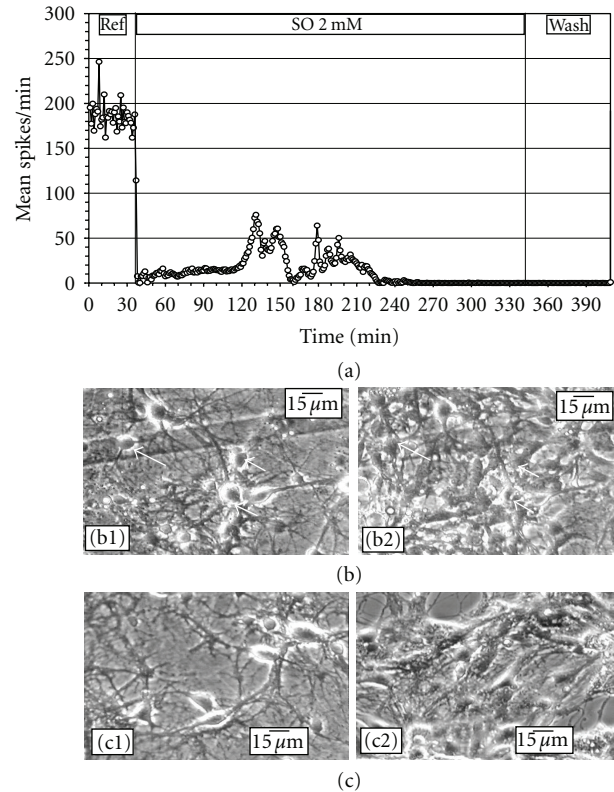 300
250
200
150
100
50
0
Mean spikes/min
Ref
SO 2 mM
Wash
0 30 60 90 120 150 180 210 240 270 300 330 360 390
Time (min)
(a)
15 μm
(b1)
15 μm
(b2)
(b)
15 μm
(c1)
15 μm
(c2)
(c)